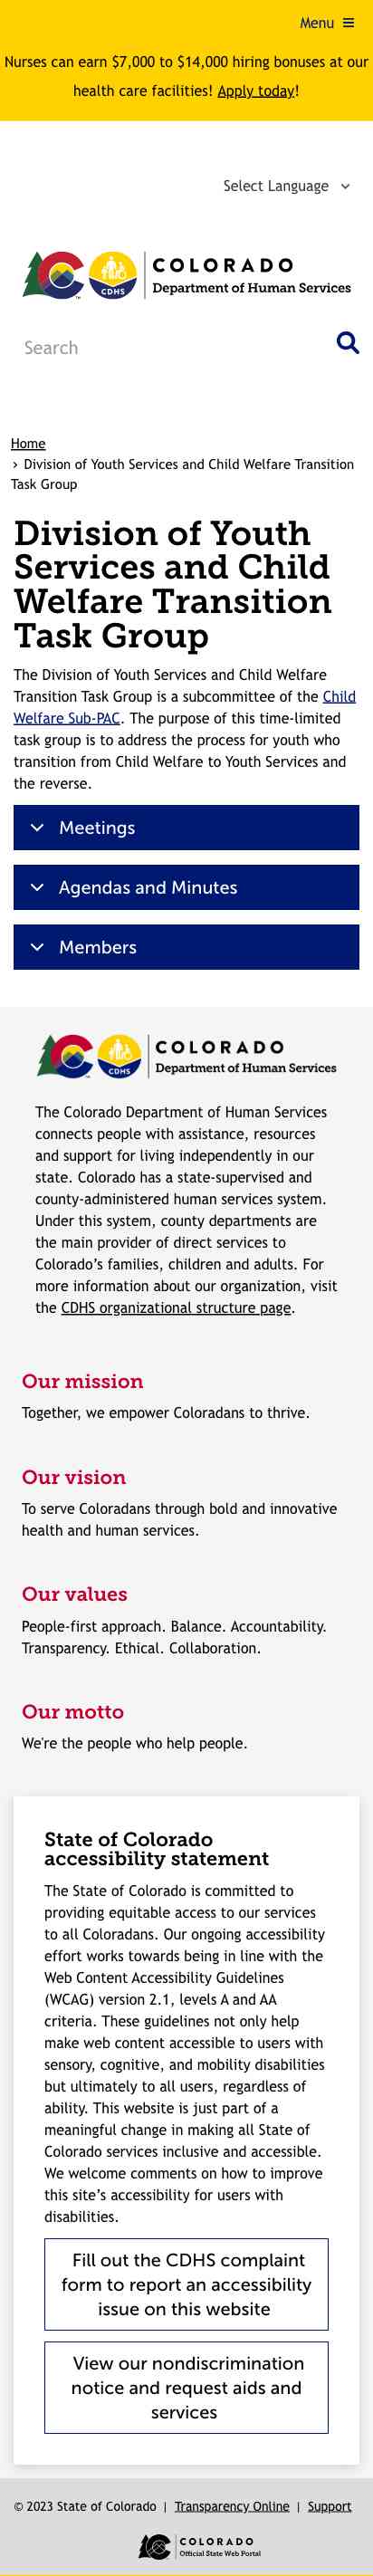 Menu
Nurses can earn $7,000 to $14,000 hiring bonuses at our
health care facilities! Apply today!
Select Language
CDHS
COLORADO
Department of Human Services
Search
Home
› Division of Youth Services and Child Welfare Transition
Task Group
Division of Youth
Services and Child
Welfare Transition
Task Group
The Division of Youth Services and Child Welfare
Transition Task Group is a subcommittee of the Child
Welfare Sub-PAC. The purpose of this time-limited
task group is to address the process for youth who
transition from Child Welfare to Youth Services and
the reverse.
Meetings
Agendas and Minutes
Members
CDHS
COLORADO
Department of Human Services
The Colorado Department of Human Services
connects people with assistance, resources
and support for living independently in our
state. Colorado has a state-supervised and
county-administered human services system.
Under this system, county departments are
the main provider of direct services to
Colorado’s families, children and adults. For
more information about our organization, visit
the CDHS organizational structure page.
Our mission
Together, we empower Coloradans to thrive.
Our vision
To serve Coloradans through bold and innovative
health and human services.
Our values
People-first approach. Balance. Accountability.
Transparency. Ethical. Collaboration.
Our motto
We're the people who help people.
State of Colorado
accessibility statement
The State of Colorado is committed to
providing equitable access to our services
to all Coloradans. Our ongoing accessibility
effort works towards being in line with the
Web Content Accessibility Guidelines
(WCAG) version 2.1, levels A and AA
criteria. These guidelines not only help
make web content accessible to users with
sensory, cognitive, and mobility disabilities
but ultimately to all users, regardless of
ability. This website is just part of a
meaningful change in making all State of
Colorado services inclusive and accessible.
We welcome comments on how to improve
this site’s accessibility for users with
disabilities.
Fill out the CDHS complaint
form to report an accessibility
issue on this website
View our nondiscrimination
notice and request aids and
services
© 2023 State of Colorado | Transparency Online | Support
COLORADO
Official State Web Portal